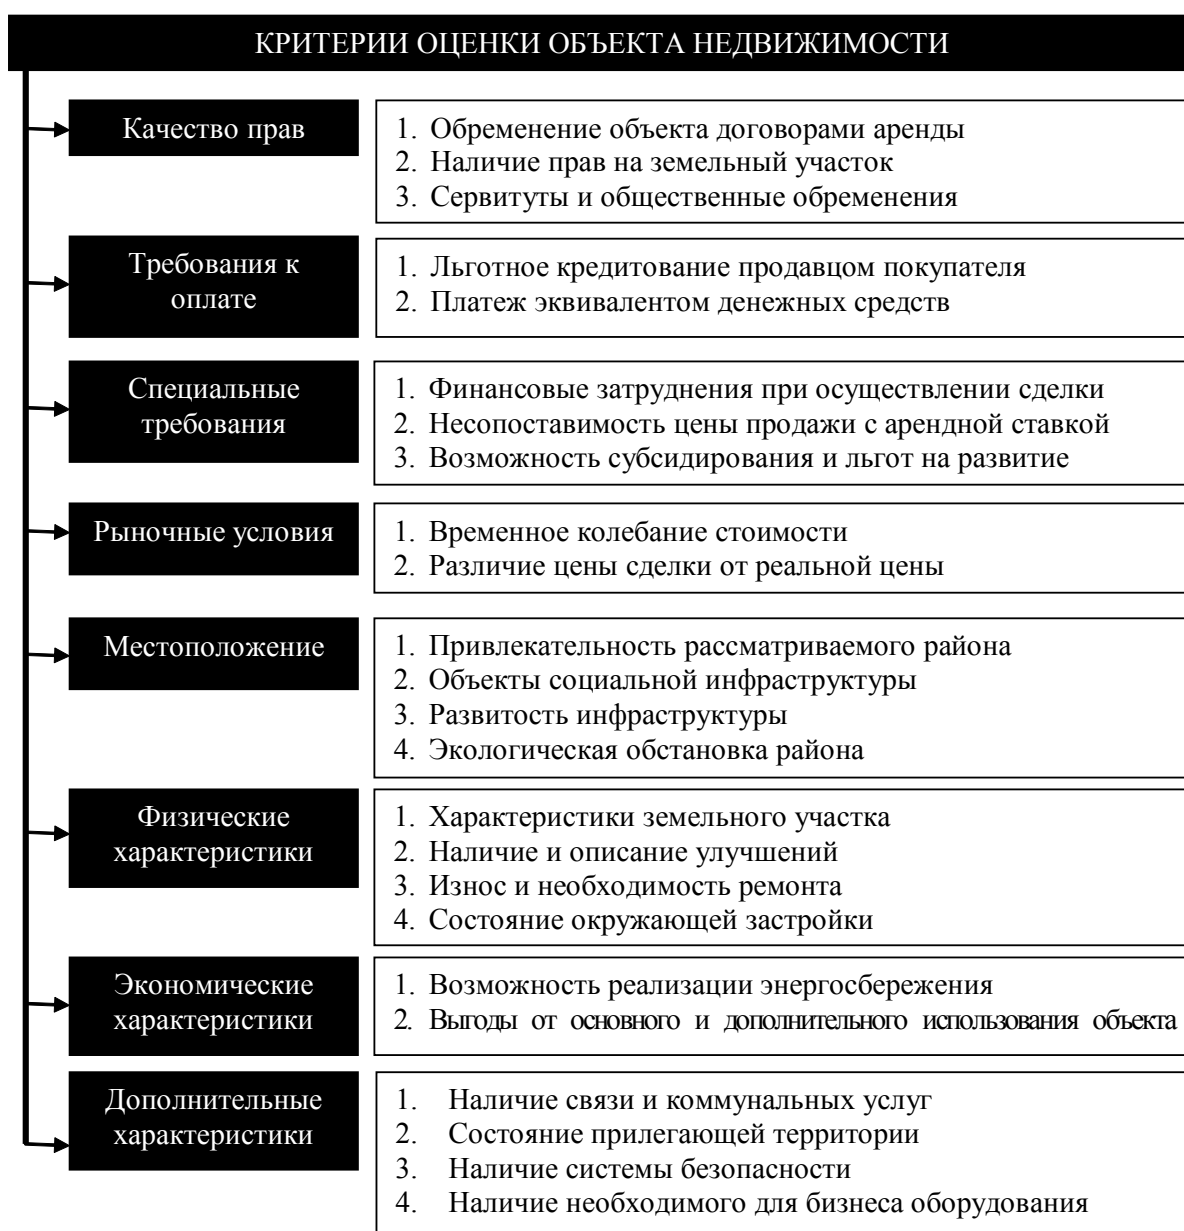 КРИТЕРИИ ОЦЕНКИ ОБЪЕКТА НЕДВИЖИМОСТИ
Качество прав
1. Обременение объекта договорами аренды
2. Наличие прав на земельный участок
3. Сервитуты и общественные обременения
Требования к
оплате
1. Льготное кредитование продавцом покупателя
2. Платеж эквивалентом денежных средств
Специальные
требования
1. Финансовые затруднения при осуществлении сделки
2. Несопоставимость цены продажи с арендной ставкой
3. Возможность субсидирования и льгот на развитие
Рыночные условия
1. Временное колебание стоимости
2. Различие цены сделки от реальной цены
Местоположение
1. Привлекательность рассматриваемого района
2. Объекты социальной инфраструктуры
3. Развитость инфраструктуры
4. Экологическая обстановка района
Физические
характеристики
1. Характеристики земельного участка
2. Наличие и описание улучшений
3. Износ и необходимость ремонта
4. Состояние окружающей застройки
Экономические
характеристики
1. Возможность реализации энергосбережения
2. Выгоды от основного и дополнительного использования объекта
Дополнительные
характеристики
1. Наличие связи и коммунальных услуг
2. Состояние прилегающей территории
3. Наличие системы безопасности
4. Наличие необходимого для бизнеса оборудования